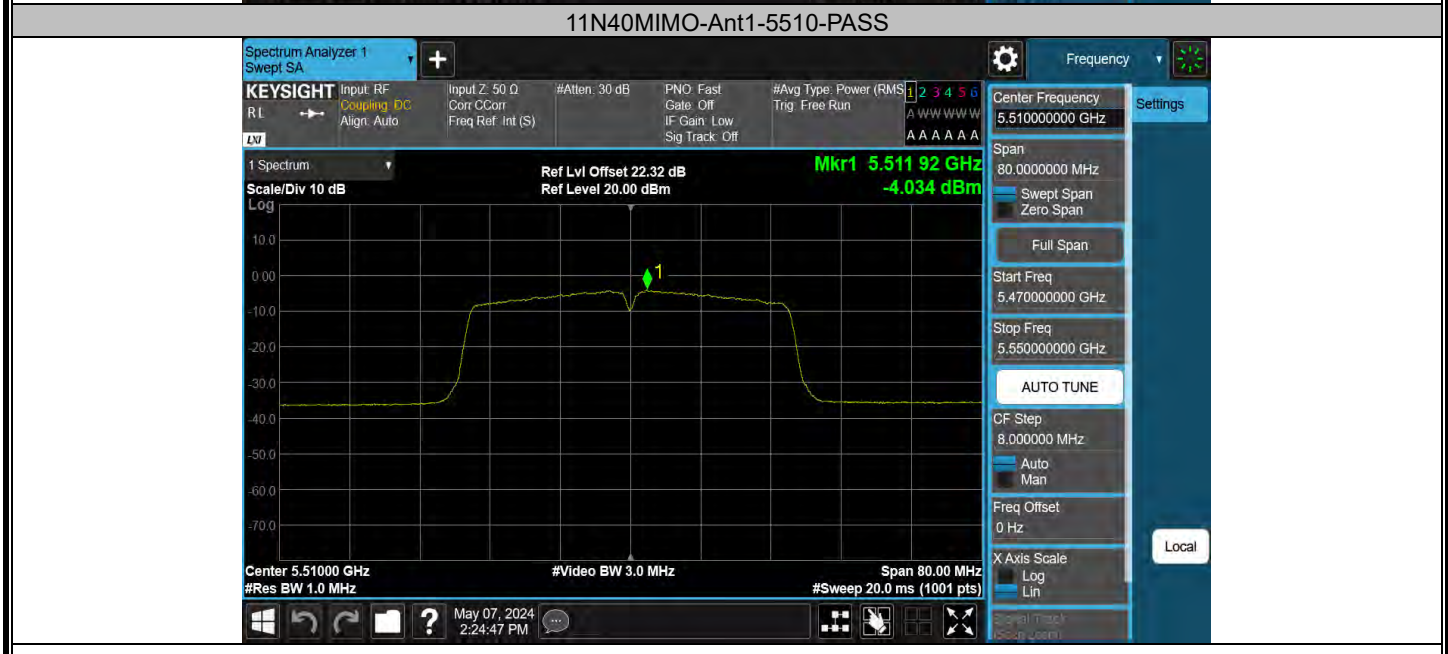 11N40MIMO-Ant1-5510-PASS
Spectrum Analyzer 1
Swept SA
+
Frequency
KEYSIGHT
RL
LXI
Input: RF
Coupling: DC
Align: Auto
Input Z: 50 Ω
Corr CCorr
Freq Ref: Int (S)
#Atten: 30 dB
PNO: Fast
Gate: Off
IF Gain: Low
Sig Track: Off
#Avg Type: Power (RMS
Trig: Free Run
1 2 3 4 5 6
A W W W W W
A A A A A A
Center Frequency
5.510000000 GHz
Settings
1 Spectrum
Scale/Div 10 dB
Log
Ref Lvl Offset 22.32 dB
Ref Level 20.00 dBm
Mkr1 5.511 92 GHz
-4.034 dBm
Span
80.0000000 MHz
Swept Span
Zero Span
Full Span
Start Freq
5.470000000 GHz
Stop Freq
5.550000000 GHz
AUTO TUNE
CF Step
8.000000 MHz
Auto
Man
Freq Offset
0 Hz
X Axis Scale
Log
Lin
Signal Track
(Span Zoom)
Local
10.0
0.00
-10.0
-20.0
-30.0
-40.0
-50.0
-60.0
-70.0
1
Center 5.51000 GHz
#Res BW 1.0 MHz
#Video BW 3.0 MHz
Span 80.00 MHz
#Sweep 20.0 ms (1001 pts)
?
May 07, 2024
2:24:47 PM